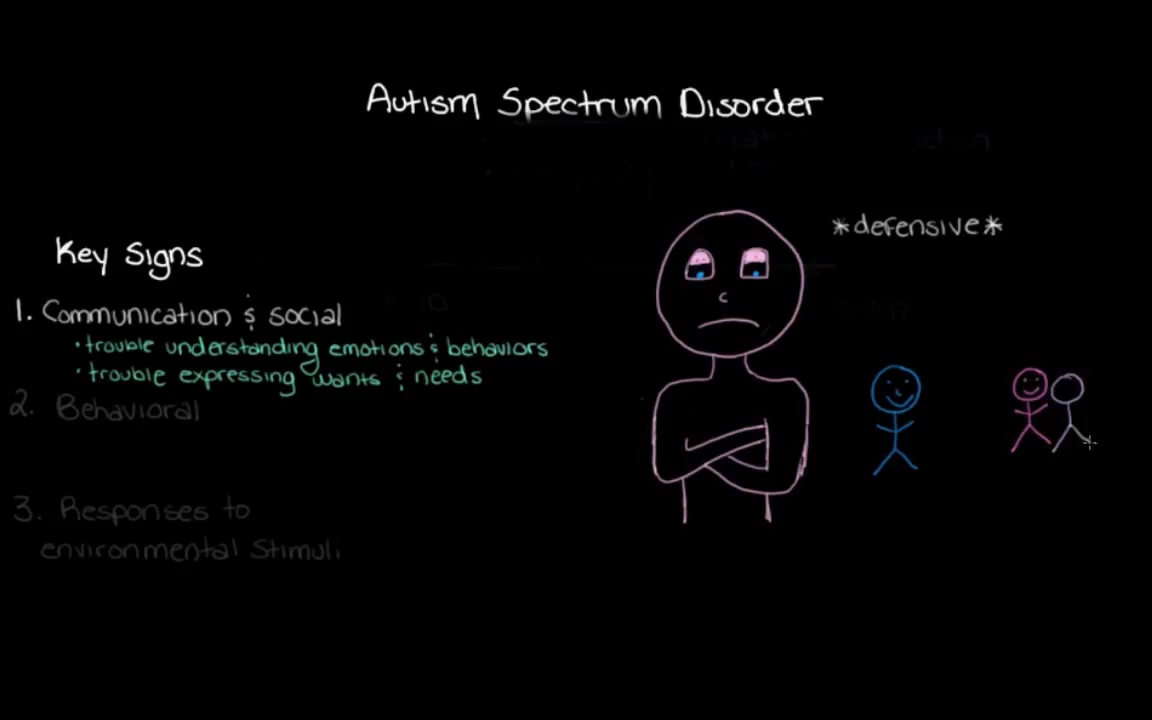 Autism Spectrum Disorder
*defensive*
Key Signs
1. Communication & social
• trouble understanding emotions & behaviors
• trouble expressing wants & needs
2. Behavioral
3. Responses to
environmental stimuli